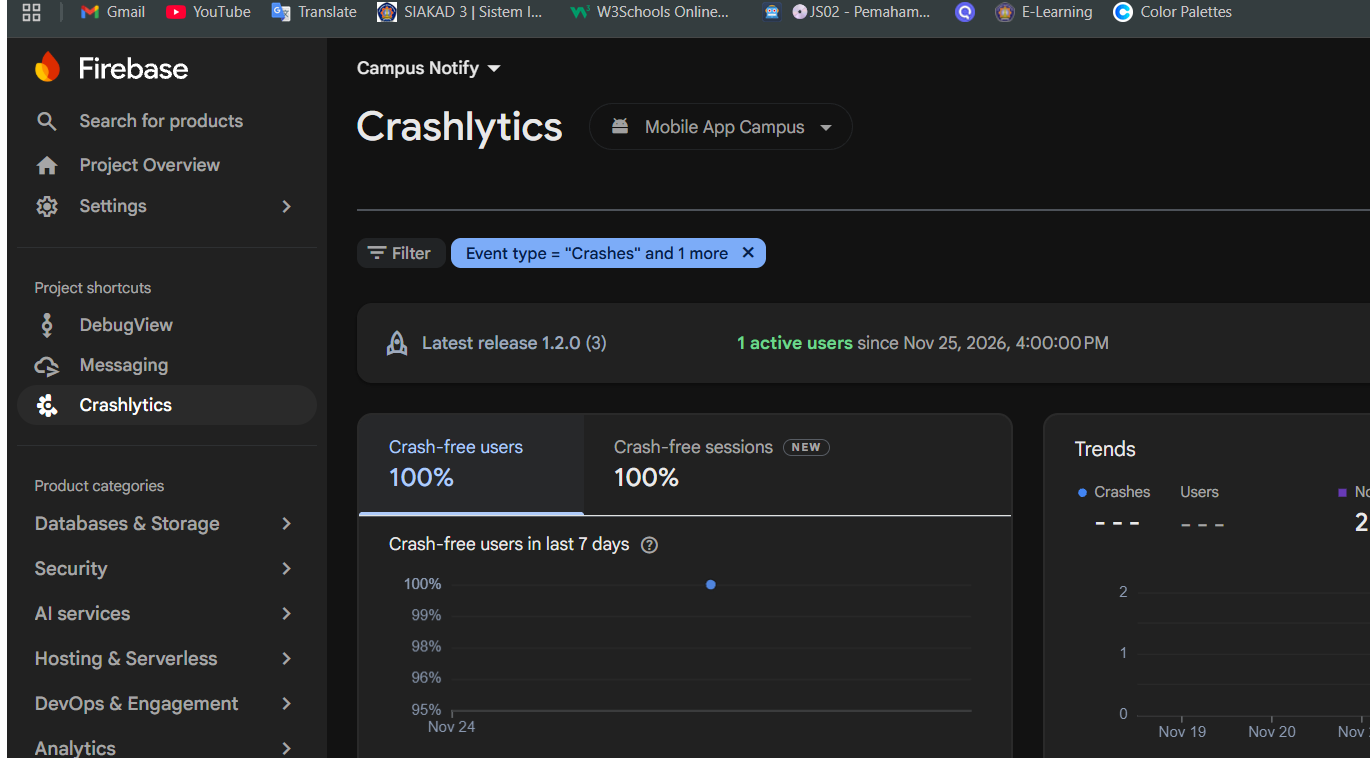 Gmail
YouTube
Translate
SIAKAD 3 | Sistem I...
W3Schools Online...
JS02 - Pemaham...
E-Learning
Color Palettes
Firebase
Search for products
Project Overview
Settings
Project shortcuts
DebugView
Messaging
Crashlytics
Product categories
Databases & Storage
Security
AI services
Hosting & Serverless
DevOps & Engagement
Analytics
Campus Notify
Crashlytics
Mobile App Campus
Filter
Event type = "Crashes" and 1 more
Latest release 1.2.0 (3)
1 active users since Nov 25, 2026, 4:00:00 PM
Crash-free users
100%
Crash-free sessions NEW
100%
Crash-free users in last 7 days
100%
99%
98%
96%
95%
Nov 24
Trends
Crashes
Users
No
---
---
2
2
1
0
Nov 19
Nov 20
Nov